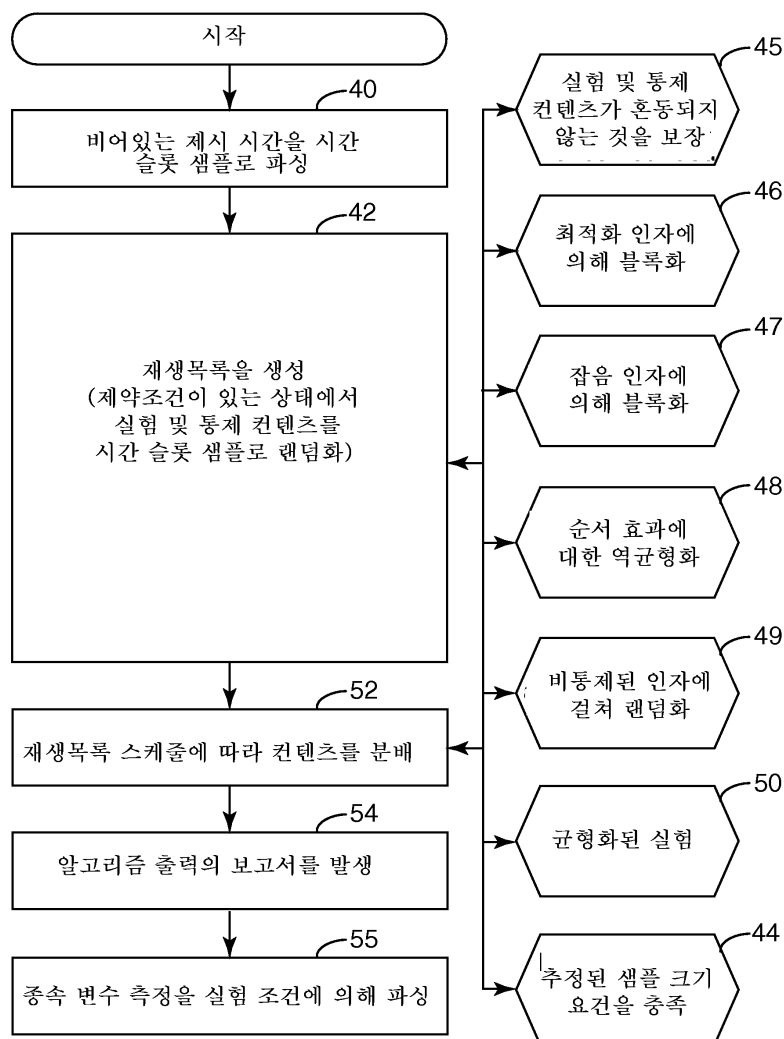 시작
40
비어있는 제시 시간을 시간
슬롯 샘플로 파싱
42
재생목록을 생성
(제약조건이 있는 상태에서
실험 및 통제 컨텐츠를
시간 슬롯 샘플로 랜덤화)
52
재생목록 스케줄에 따라 컨텐츠를 분배
54
알고리즘 출력의 보고서를 발생
55
종속 변수 측정을 실험 조건에 의해 파싱
45
실험 및 통제
컨텐츠가 혼동되지
않는 것을 보장
46
최적화 인자에
의해 블록화
47
잡음 인자에
의해 블록화
48
순서 효과에
대한 역균형화
49
비통제된 인자에
걸쳐 랜덤화
50
균형화된 실험
44
추정된 샘플 크기
요건을 충족